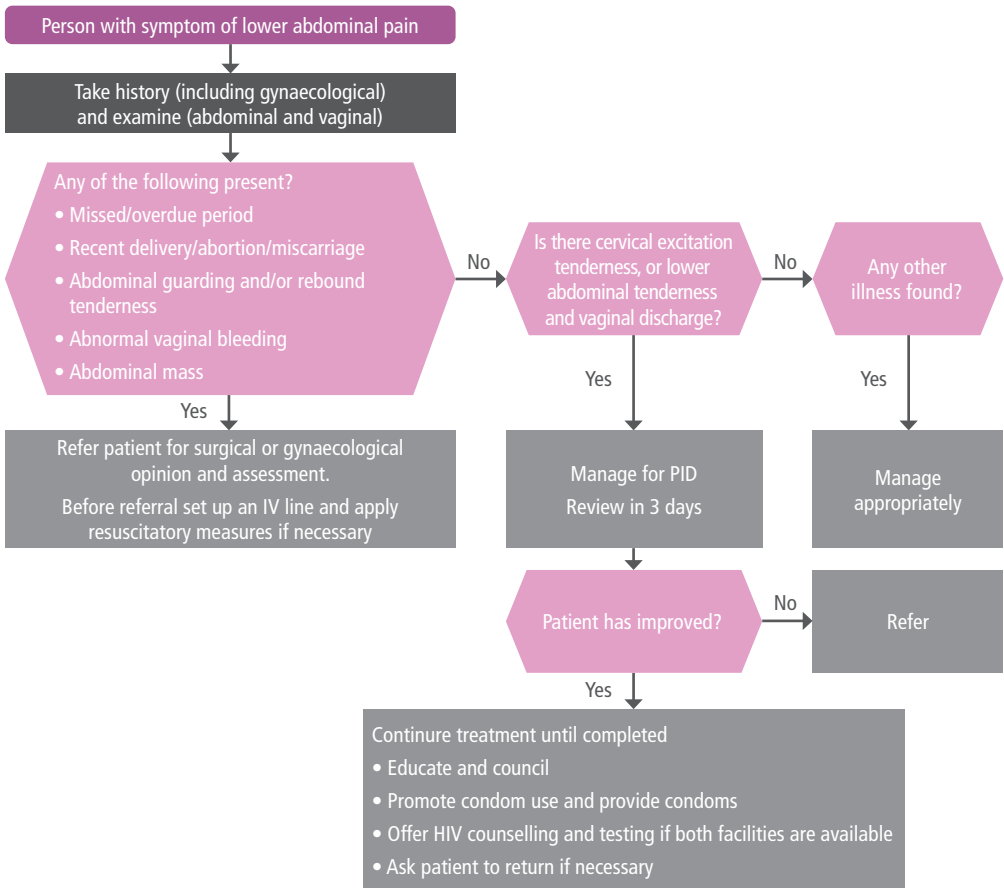 Person with symptom of lower abdominal pain
Take history (including gynaecological)
and examine (abdominal and vaginal)
Any of the following present?
• Missed/overdue period
• Recent delivery/abortion/miscarriage
• Abdominal guarding and/or rebound
tenderness
• Abnormal vaginal bleeding
• Abdominal mass
No
Is there cervical excitation
tenderness, or lower
abdominal tenderness
and vaginal discharge?
No
Any other
illness found?
Yes
Yes
Yes
Refer patient for surgical or gynaecological
opinion and assessment.
Before referral set up an IV line and apply
resuscitatory measures if necessary
Manage for PID
Review in 3 days
Manage
appropriately
Patient has improved?
No
Refer
Yes
Continure treatment until completed
• Educate and council
• Promote condom use and provide condoms
• Offer HIV counselling and testing if both facilities are available
• Ask patient to return if necessary